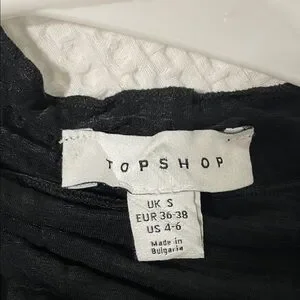 TOPSHOP
UK S
EUR 36-38
US 4-6
Made in
Bulgaria